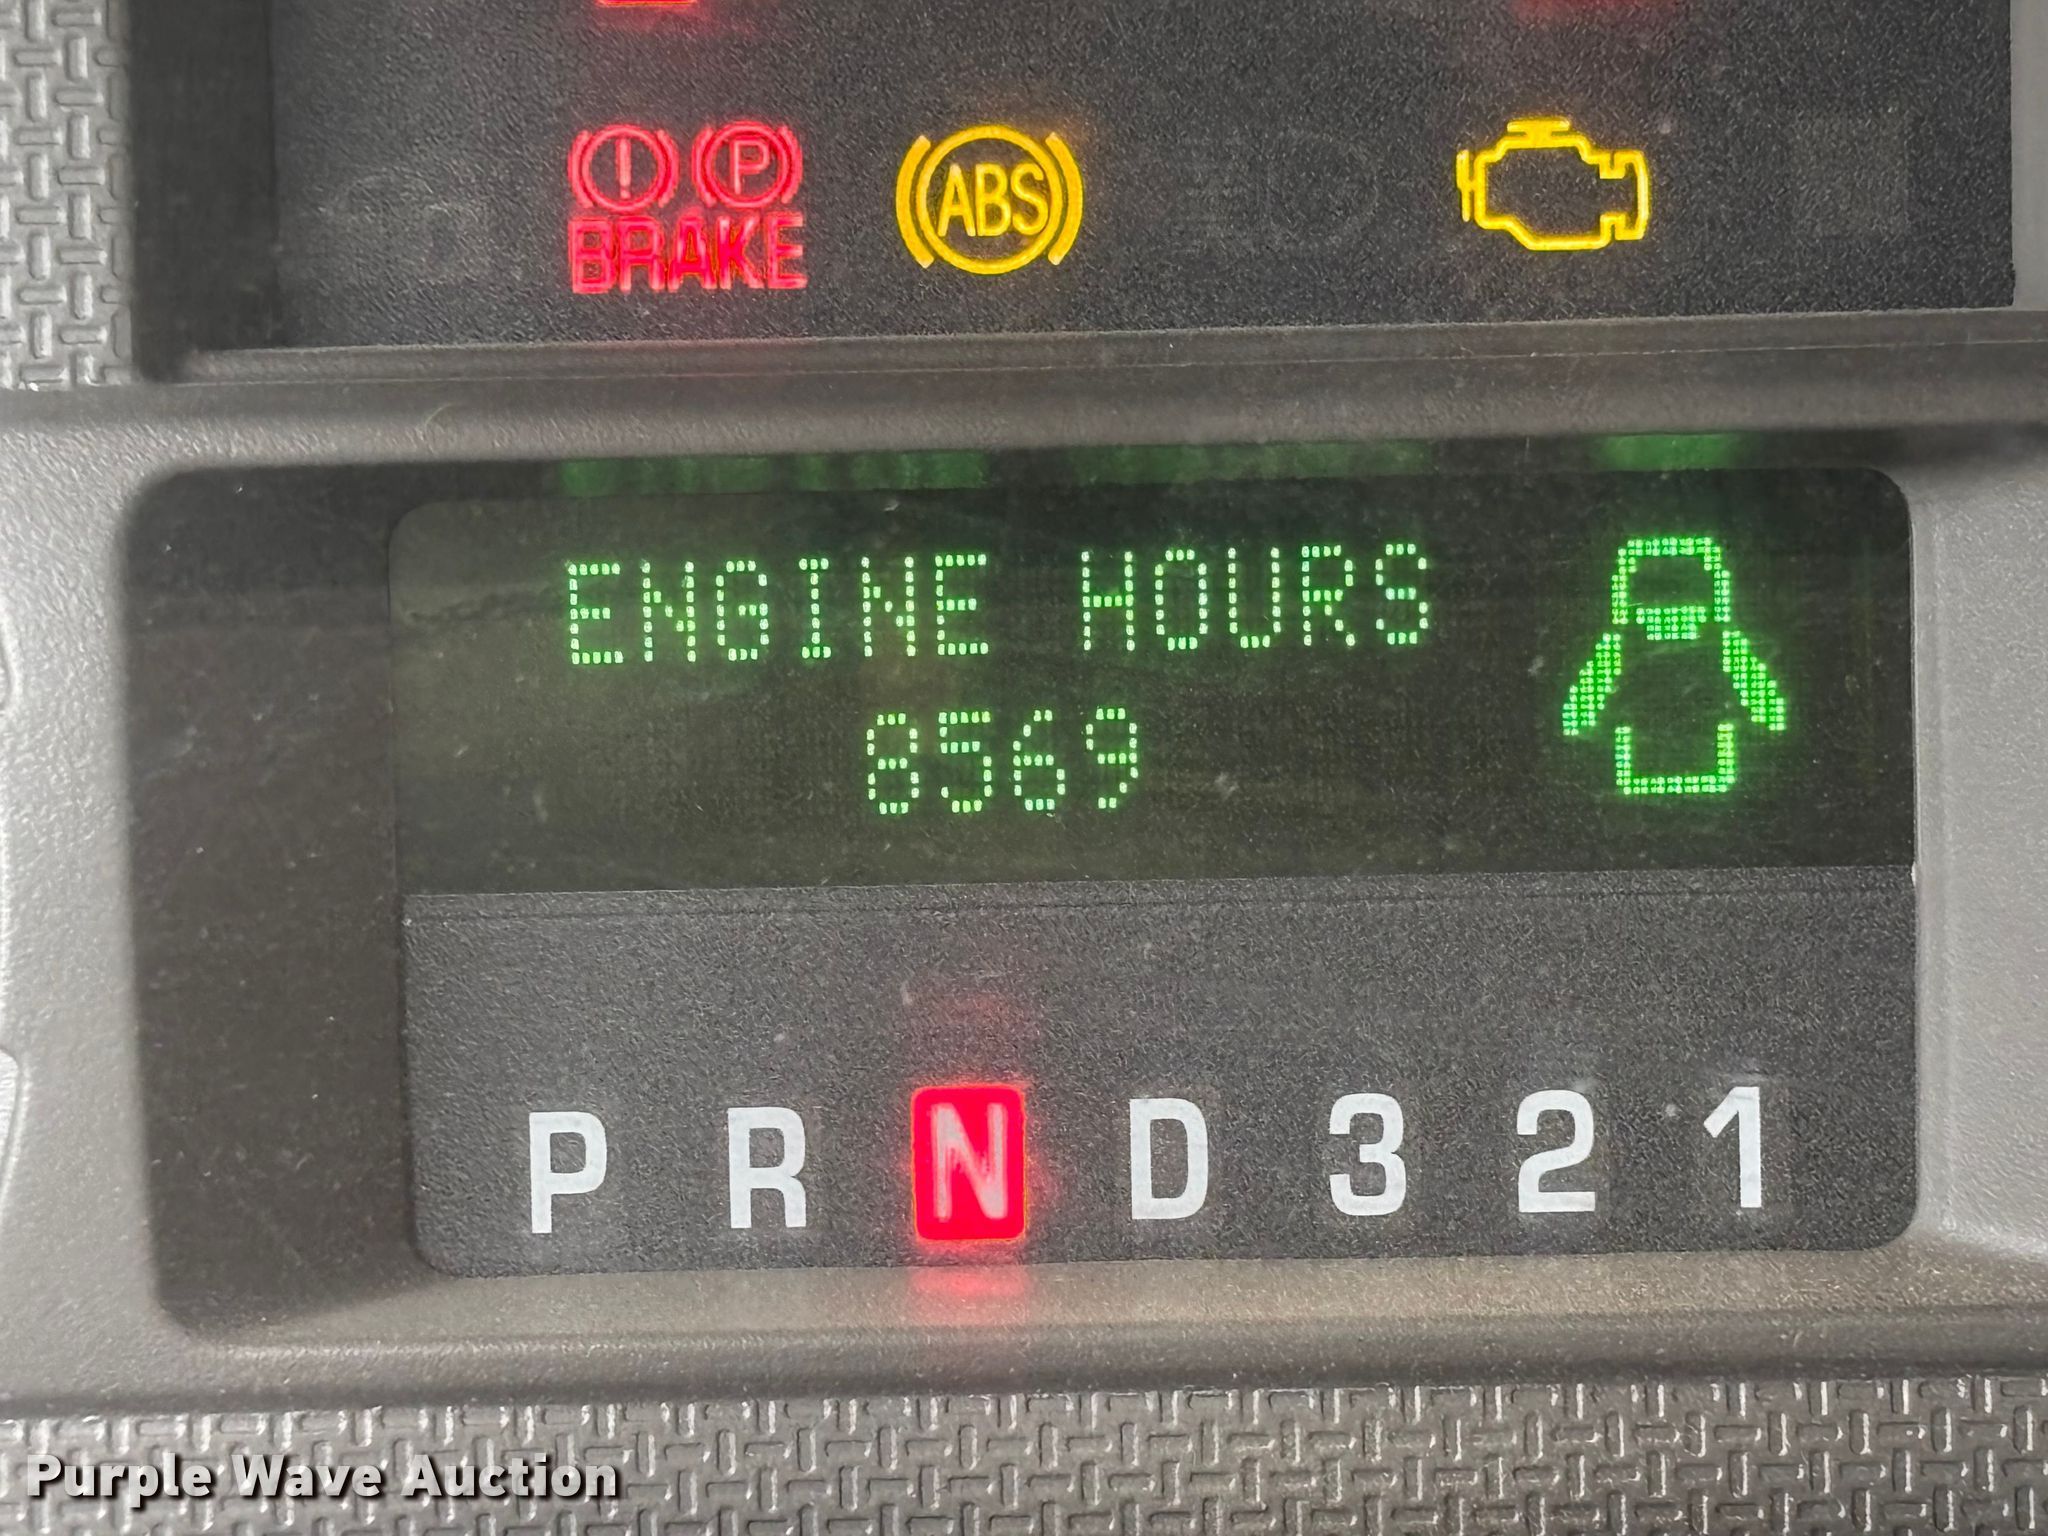 ! P
BRAKE
ABS
ENGINE HOURS
8569
P R N D 3 2 1
Purple Wave Auction